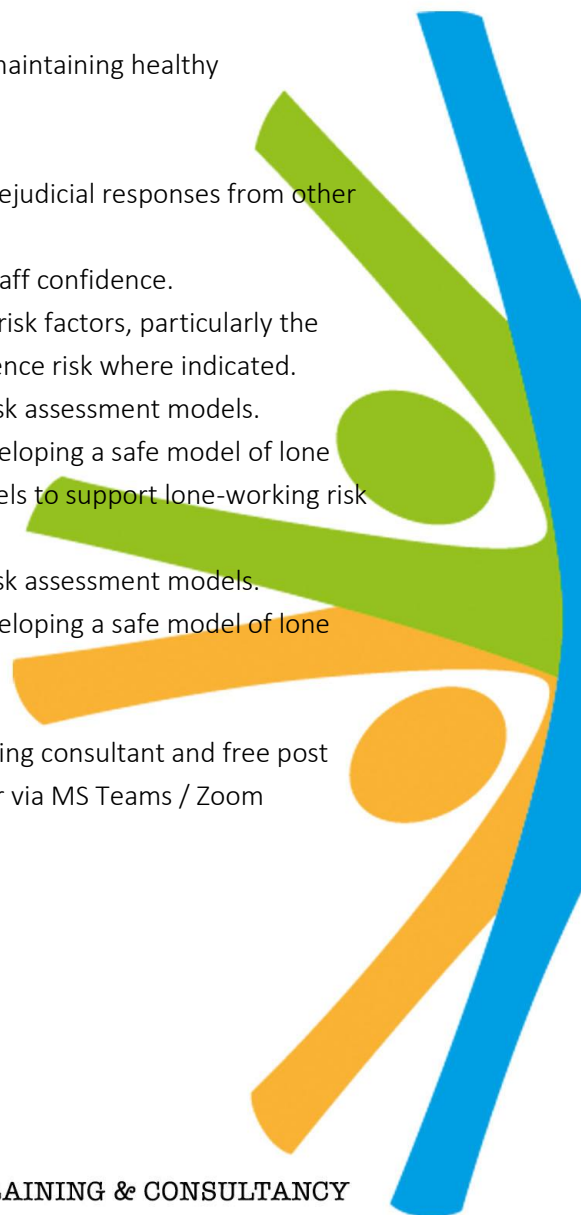 maintaining healthy
ejudicial responses from other
aff confidence.
risk factors, particularly the
ence risk where indicated.
sk assessment models.
eloping a safe model of lone
els to support lone-working risk
sk assessment models.
eloping a safe model of lone
ing consultant and free post
r via MS Teams / Zoom
AINING & CONSULTANCY